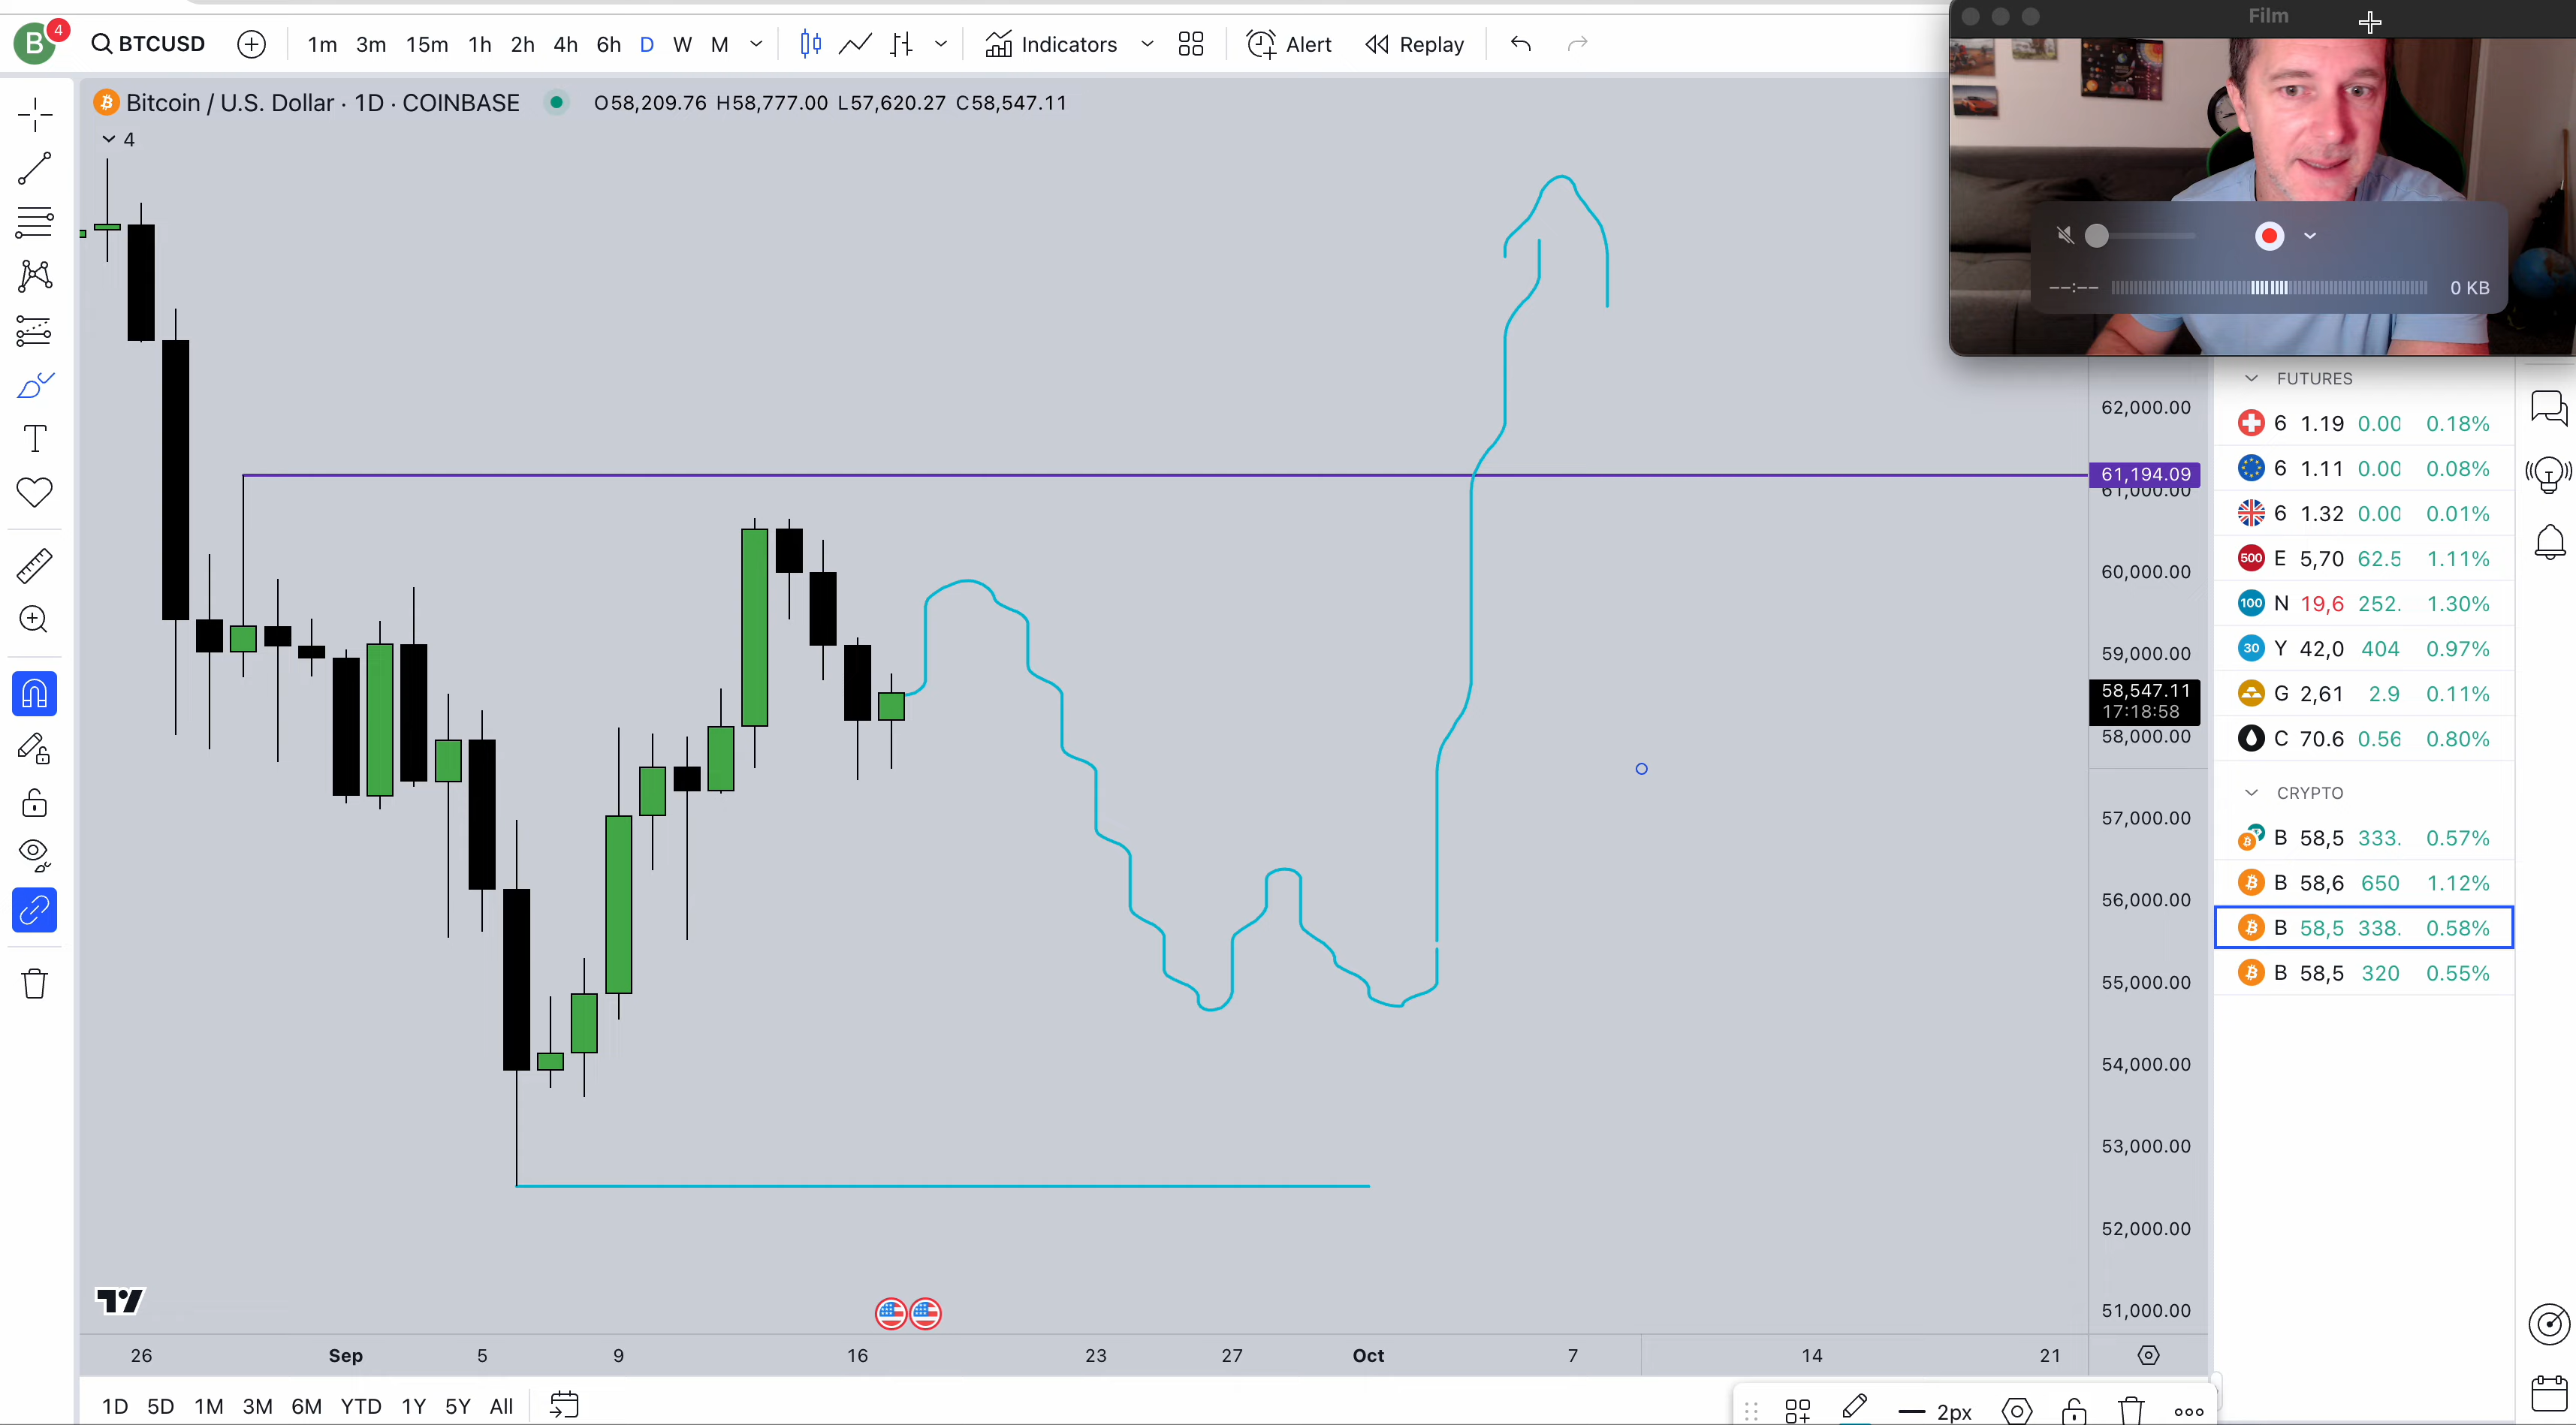 Film
B 4 BTCUSD 1m 3m 15m 1h 2h 4h 6h D W M Indicators Alert Replay
Bitcoin / U.S. Dollar · 1D · COINBASE O58,209.76 H58,777.00 L57,620.27 C58,547.11
4
--:-- 0 KB
62,000.00
61,194.09
61,000.00
60,000.00
59,000.00
58,547.11
17:18:58
58,000.00
57,000.00
56,000.00
55,000.00
54,000.00
53,000.00
52,000.00
51,000.00
FUTURES
6 1.19 0.00 0.18%
6 1.11 0.00 0.08%
6 1.32 0.00 0.01%
500 E 5,70 62.5 1.11%
100 N 19,6 252. 1.30%
30 Y 42,0 404 0.97%
G 2,61 2.9 0.11%
C 70.6 0.56 0.80%
CRYPTO
B 58,5 333. 0.57%
B 58,6 650 1.12%
B 58,5 338. 0.58%
B 58,5 320 0.55%
26 Sep 5 9 16 23 27 Oct 7 14 21
1D 5D 1M 3M 6M YTD 1Y 5Y All
2px